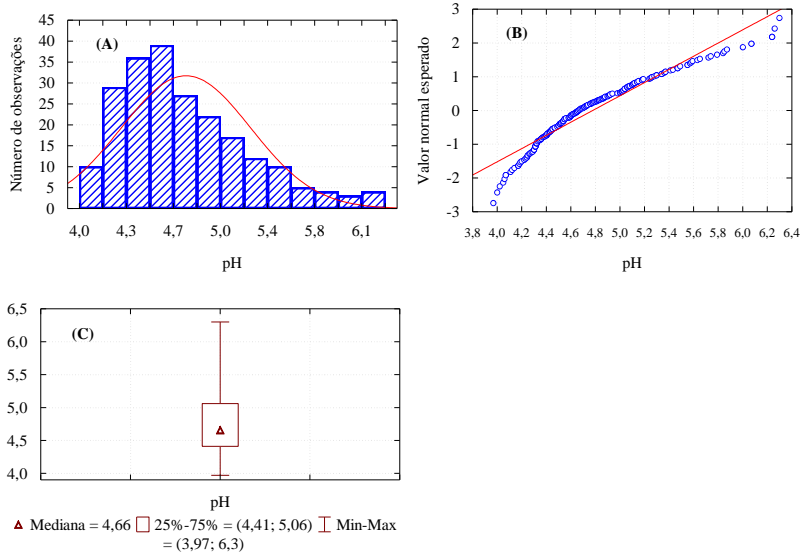 (A)
Número de observações
45
40
35
30
25
20
15
10
5
0
4,0 4,3 4,7 5,0 5,4 5,8 6,1
pH
(B)
Valor normal esperado
3
2
1
0
-1
-2
-3
3,8 4,0 4,2 4,4 4,6 4,8 5,0 5,2 5,4 5,6 5,8 6,0 6,2 6,4
pH
(C)
6,5
6,0
5,5
5,0
4,5
4,0
pH
Mediana = 4,66 25%-75% = (4,41; 5,06) Min-Max
= (3,97; 6,3)